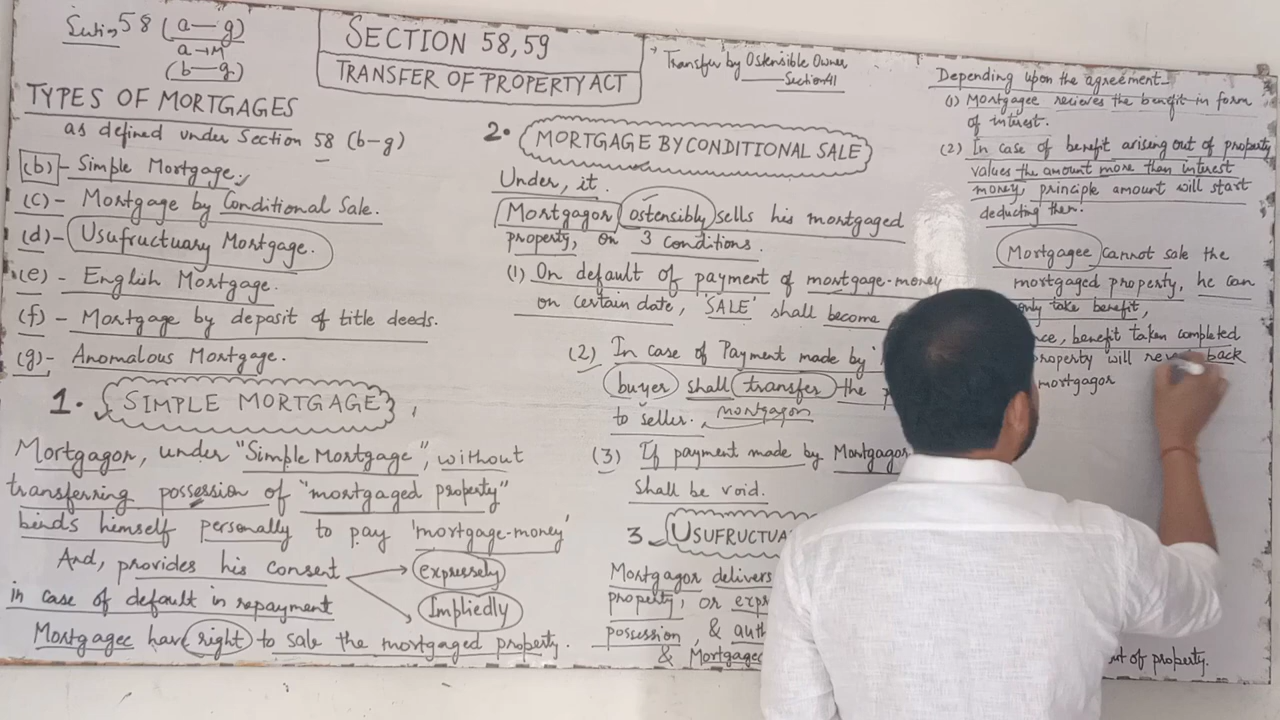 Section 58 (a—g)
a→M
(b—g)
SECTION 58,59
TRANSFER OF PROPERTY ACT
Transfer by Ostensible Owner
Section 41
TYPES OF MORTGAGES
as defined under Section 58 (b-g)
(b)- Simple Mortgage.
(c)- Mortgage by Conditional Sale.
(d)- Usufructuary Mortgage.
(e)- English Mortgage.
(f)- Mortgage by deposit of title deeds.
(g)- Anomalous Mortgage.
1. SIMPLE MORTGAGE
Mortgagor, under "Simple Mortgage", without
transferring possession of "mortgaged property"
binds himself personally to pay 'mortgage-money'
And, provides his consent
expressely
Impliedly
in case of default in repayment
Mortgagee have right to sale the mortgaged property.
2. MORTGAGE BY CONDITIONAL SALE
Under, it.
Mortgagor ostensibly sells his mortgaged
property, on 3 conditions.
(1) On default of payment of mortgage-money
on certain date, 'SALE' shall become
(2) In case of Payment made by
buyer shall transfer the
to seller. mortgagor
(3) If payment made by Mortgagor
shall be void.
3. USUFRUCTUA
Mortgagor delivers
property, or exp
possession, & auth
& Mortgagee
out of property.
Depending upon the agreement—
(1) Mortgagee recieves the benefit in form
of interest.
(2) In case of benefit arising out of property
values the amount more than interest
money, principle amount will start
deducting then.
Mortgagee cannot sale the
mortgaged property, he can
only take benefit,
nce, benefit taken completed
property will rev back
mortgagor